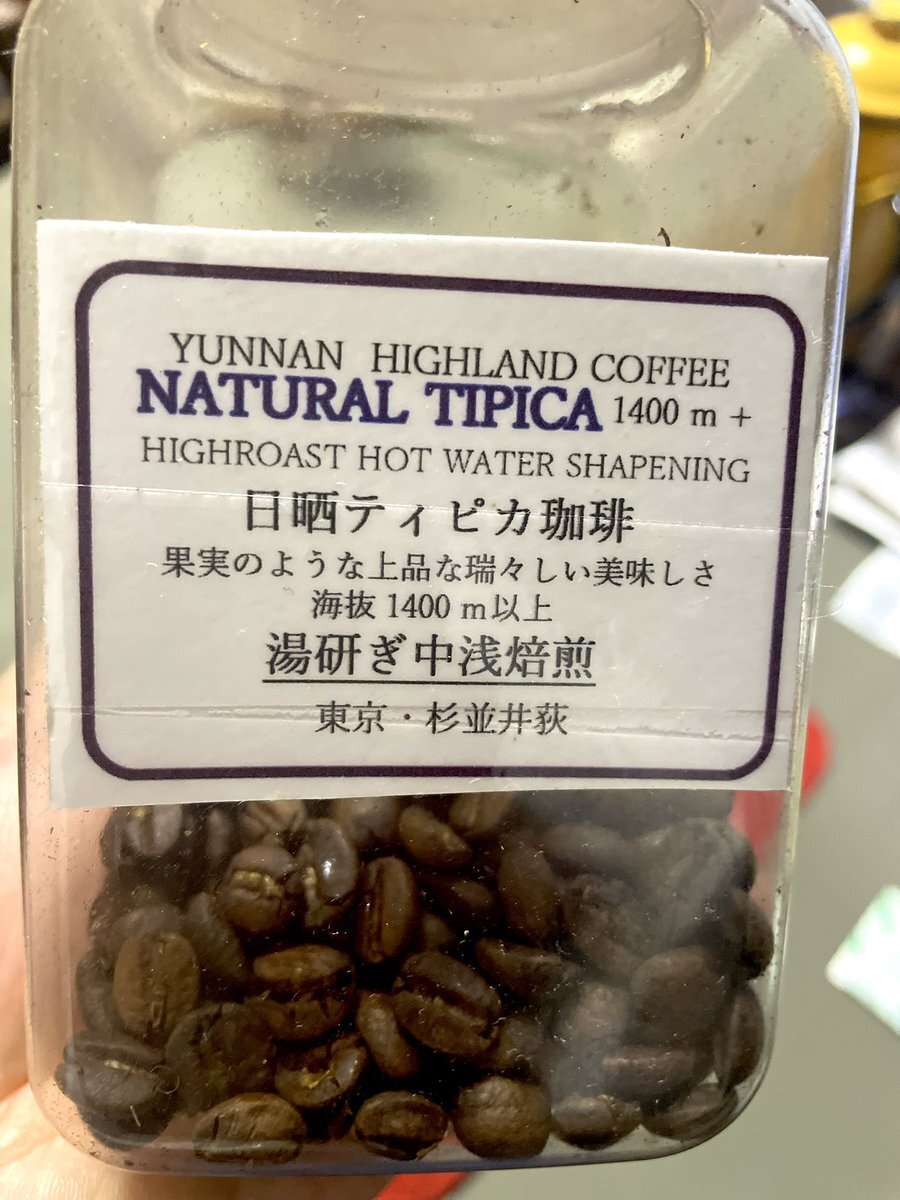 YUNNAN HIGHLAND COFFEE
NATURAL TIPICA 1400 m +
HIGHROAST HOT WATER SHAPENING
日晒ティピカ珈琲
果実のような上品な瑞々しい美味しさ
海抜 1400 m以上
湯研ぎ中浅焙煎
東京・杉並井荻